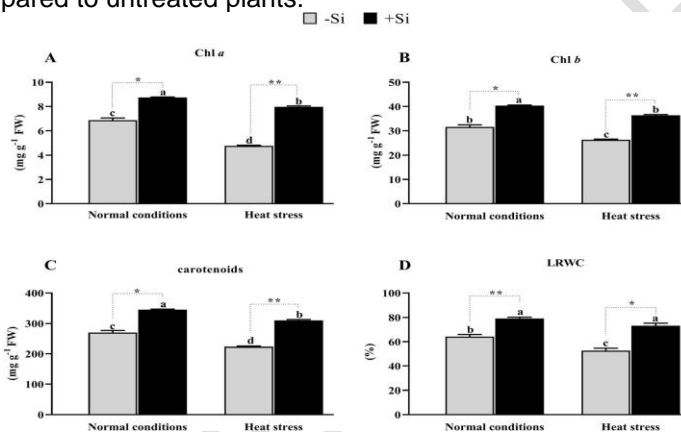 pared to untreated plants.
-Si +Si
A Chl a
(mg g-1 FW)
10
8
6
4
2
0
* **
c a d b
Normal conditions Heat stress
B Chl b
(mg g-1 FW)
50
40
30
20
10
0
* **
b a c b
Normal conditions Heat stress
C carotenoids
(mg g-1 FW)
400
300
200
100
0
* **
c a d b
Normal conditions Heat stress
D LRWC
(%)
100
80
60
40
20
0
** *
b a c a
Normal conditions Heat stress